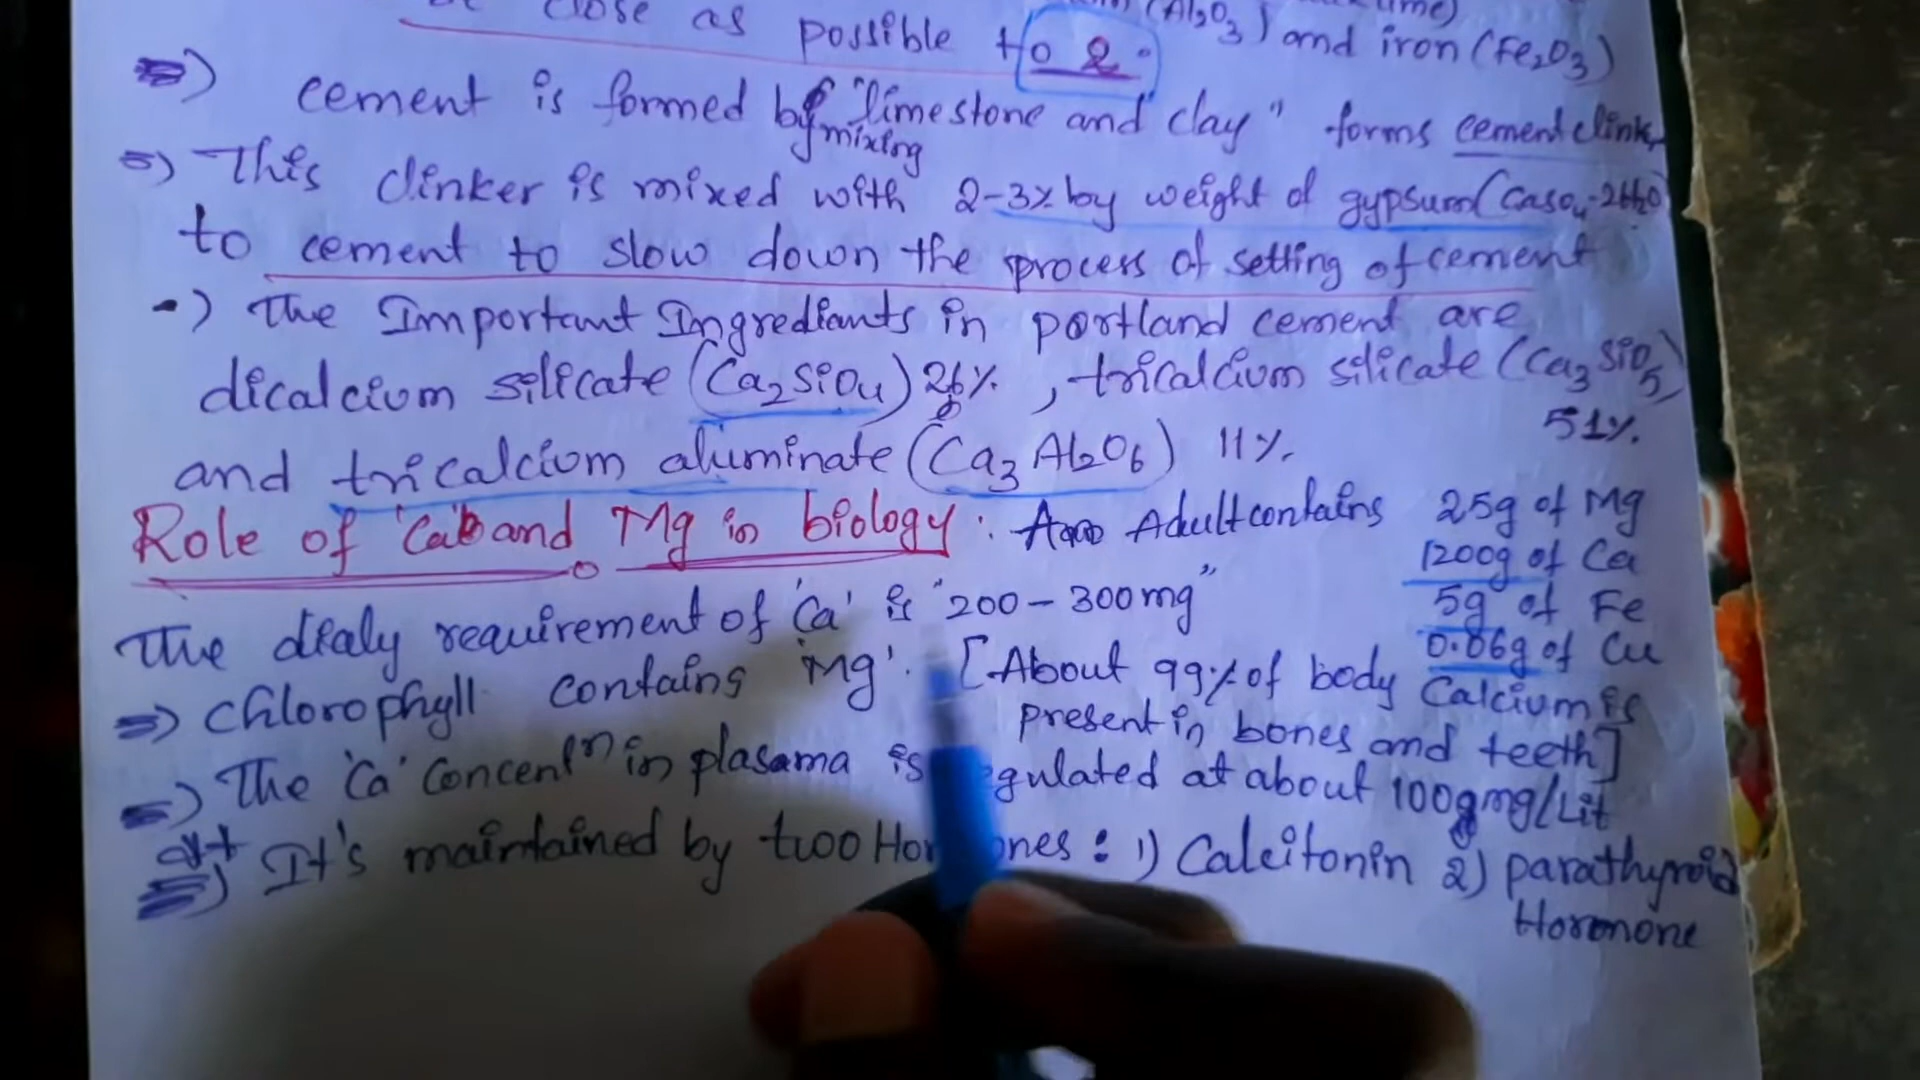 close as possible to 2. (Al2O3) and iron (Fe2O3)
=> cement is formed by mixing "limestone and clay" forms cement clink
=> This clinker is mixed with 2-3% by weight of gypsum (CaSO4·2H2O)
to cement to slow down the process of setting of cement
-> The Important Ingrediants in portland cement are
dicalcium silicate (Ca2SiO4) 26%, tricalcium silicate (Ca3SiO5)
51%.
and tricalcium aluminate (Ca3Al2O6) 11%.
Role of 'Ca' and Mg in biology: Adult contains 25g of Mg
1200g of Ca
The dialy requirement of 'Ca' is "200-300mg"
5g of Fe
0.06g of Cu
=> chlorophyll contains 'Mg'. [About 99% of body Calcium is
present in bones and teeth]
=> The 'Ca' Concentn in plasama is gulated at about 100 mg/Lit
=> It's maintained by two Hor ones: 1) Calcitonin 2) parathyroid
Hormone